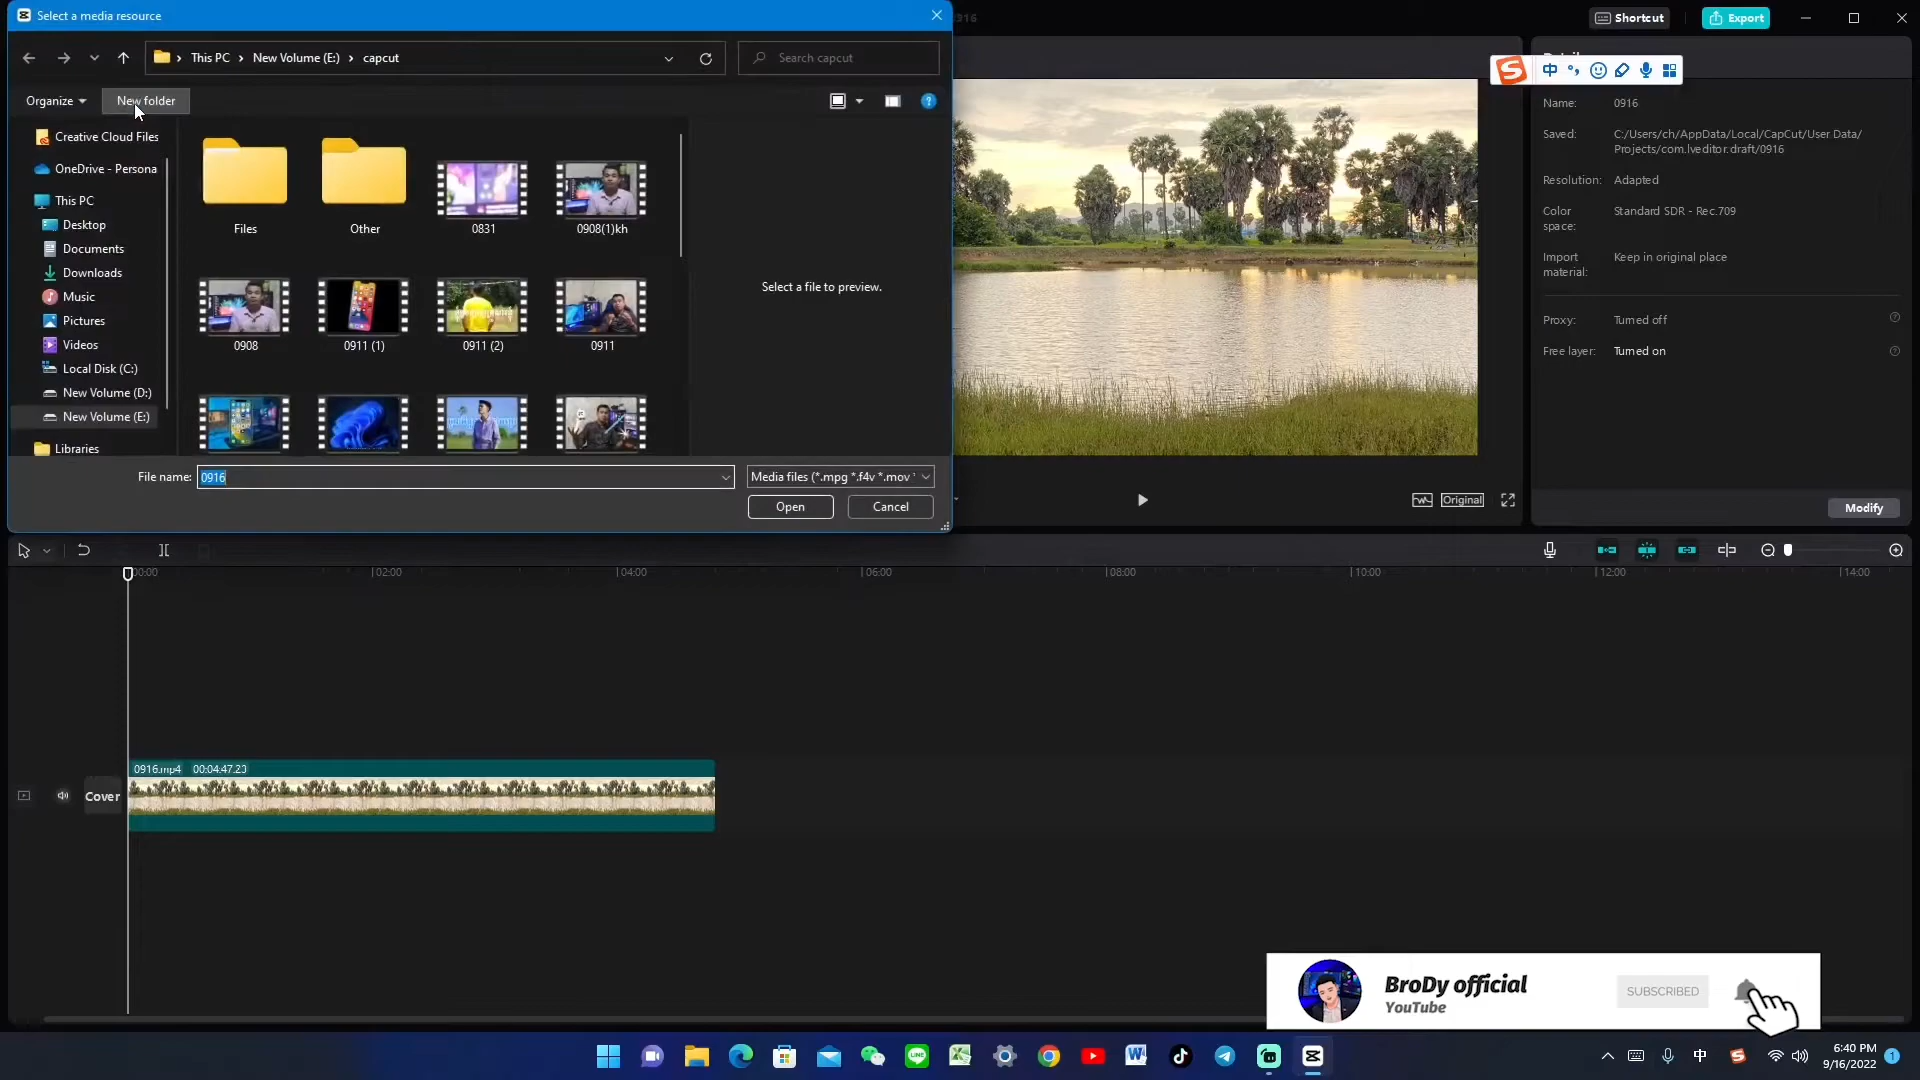 Select a media resource
316
Shortcut
Export
This PC
New Volume (E:)
capcut
Search capcut
Organize
New folder
Creative Cloud Files
OneDrive - Persona
This PC
Desktop
Documents
Downloads
Music
Pictures
Videos
Local Disk (C:)
New Volume (D:)
New Volume (E:)
Libraries
Files
Other
0831
0908(1)kh
0908
0911 (1)
0911 (2)
0911
Select a file to preview.
File name:
0916
Media files (*.mpg *.f4v *.mov
Open
Cancel
中
Name:
0916
Saved:
C:/Users/ch/AppData/Local/CapCut/User Data/
Projects/com.lveditor.draft/0916
Resolution:
Adapted
Color
space:
Standard SDR - Rec.709
Import
material:
Keep in original place
Proxy:
Turned off
Free layer:
Turned on
Original
Modify
00:00
02:00
04:00
06:00
08:00
10:00
12:00
14:00
0916.mp4 00:04:47.23
Cover
BroDy official
YouTube
SUBSCRIBED
中
6:40 PM
9/16/2022
1